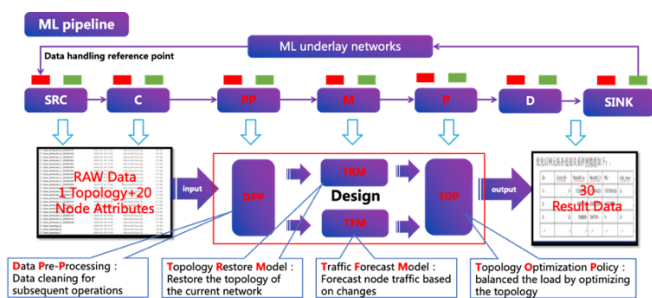 ML pipeline
ML underlay networks
Data handling reference point
SRC
C
PP
M
P
D
SINK
RAW Data
1 Topology+20
Node Attributes
input
DPP
TRM
Design
TFM
TOP
output
30
Result Data
Data Pre-Processing：
Data cleaning for
subsequent operations
Topology Restore Model：
Restore the topology of
the current network
Traffic Forecast Model：
Forecast node traffic based
on changes
Topology Optimization Policy：
balanced the load by optimizing
the topology